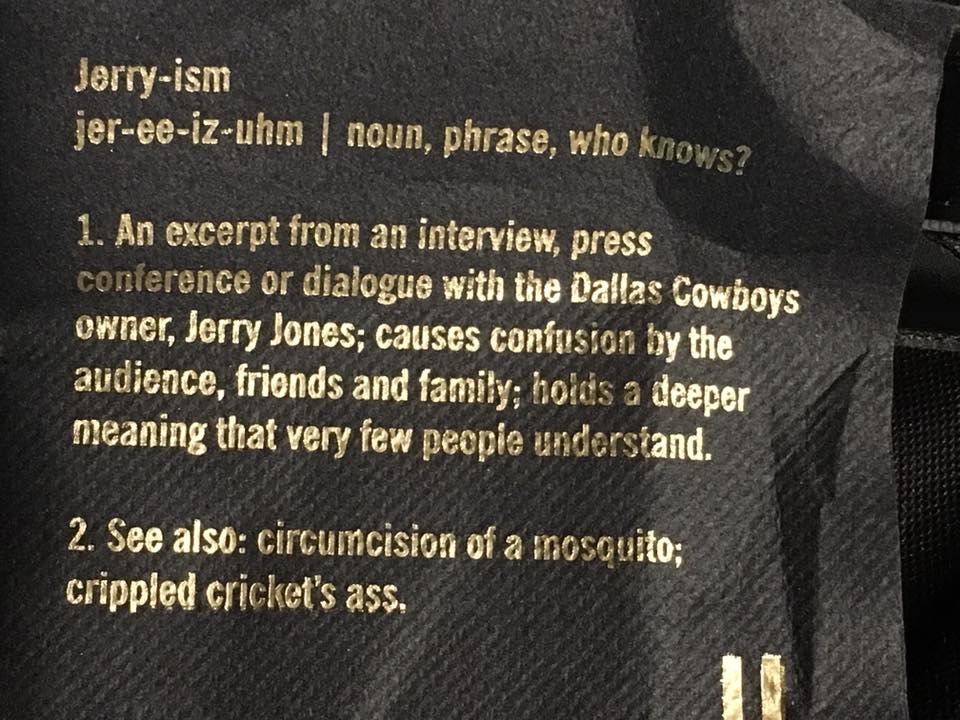 Jerry-ism
jer-ee-iz-uhm | noun, phrase, who knows?
1. An excerpt from an interview, press
conference or dialogue with the Dallas Cowboys
owner, Jerry Jones; causes confusion by the
audience, friends and family; holds a deeper
meaning that very few people understand.
2. See also: circumcision of a mosquito;
crippled cricket's ass.